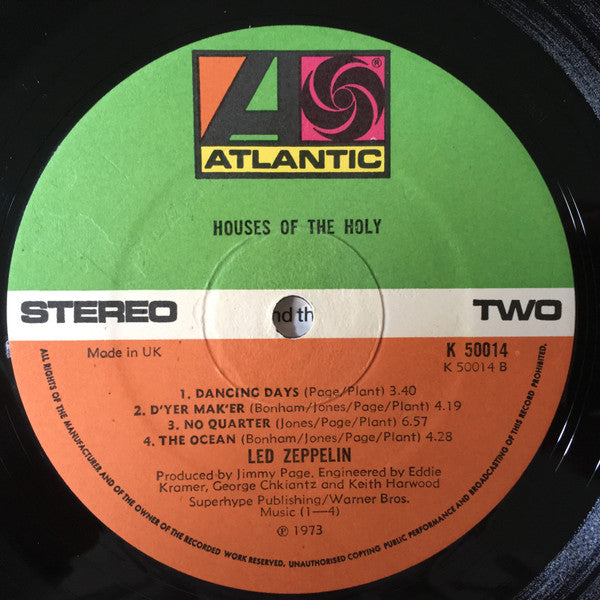 ®
ATLANTIC
HOUSES OF THE HOLY
STEREO
TWO
nd th
Made in UK
K 50014
K 50014 B
1. DANCING DAYS (Page/Plant) 3.40
2. D'YER MAK'ER (Bonham/Jones/Page/Plant) 4.19
3. NO QUARTER (Jones/Page/Plant) 6.57
4. THE OCEAN (Bonham/Jones/Page/Plant) 4.28
LED ZEPPELIN
Produced by Jimmy Page, Engineered by Eddie
Kramer, George Chkiantz and Keith Harwood
Superhype Publishing/Warner Bros.
Music (1—4)
℗ 1973
ALL RIGHTS OF THE MANUFACTURER AND OF THE OWNER OF THE RECORDED WORK RESERVED, UNAUTHORISED COPYING PUBLIC PERFORMANCE AND BROADCASTING OF THIS RECORD PROHIBITED.